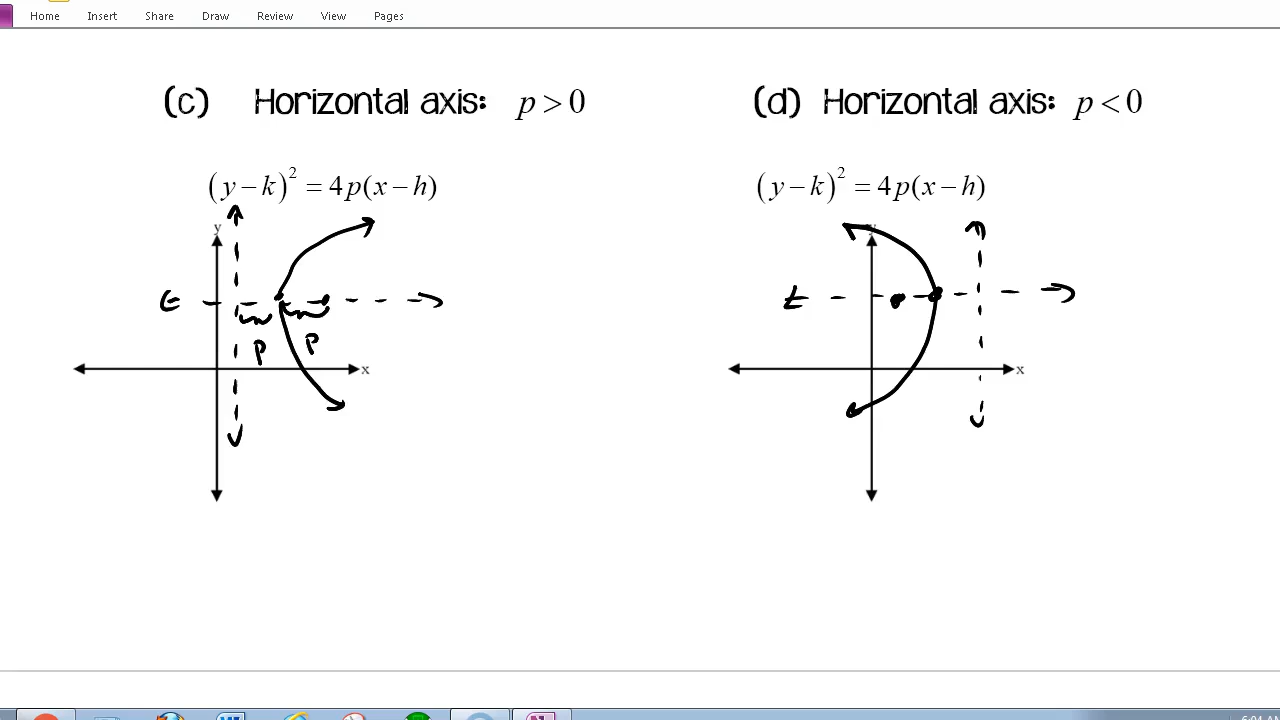 Home Insert Share Draw Review View Pages
(c) Horizontal axis: p > 0
(d) Horizontal axis: p < 0
(y − k)² = 4p(x − h)
(y − k)² = 4p(x − h)
y
y
p p
x
x